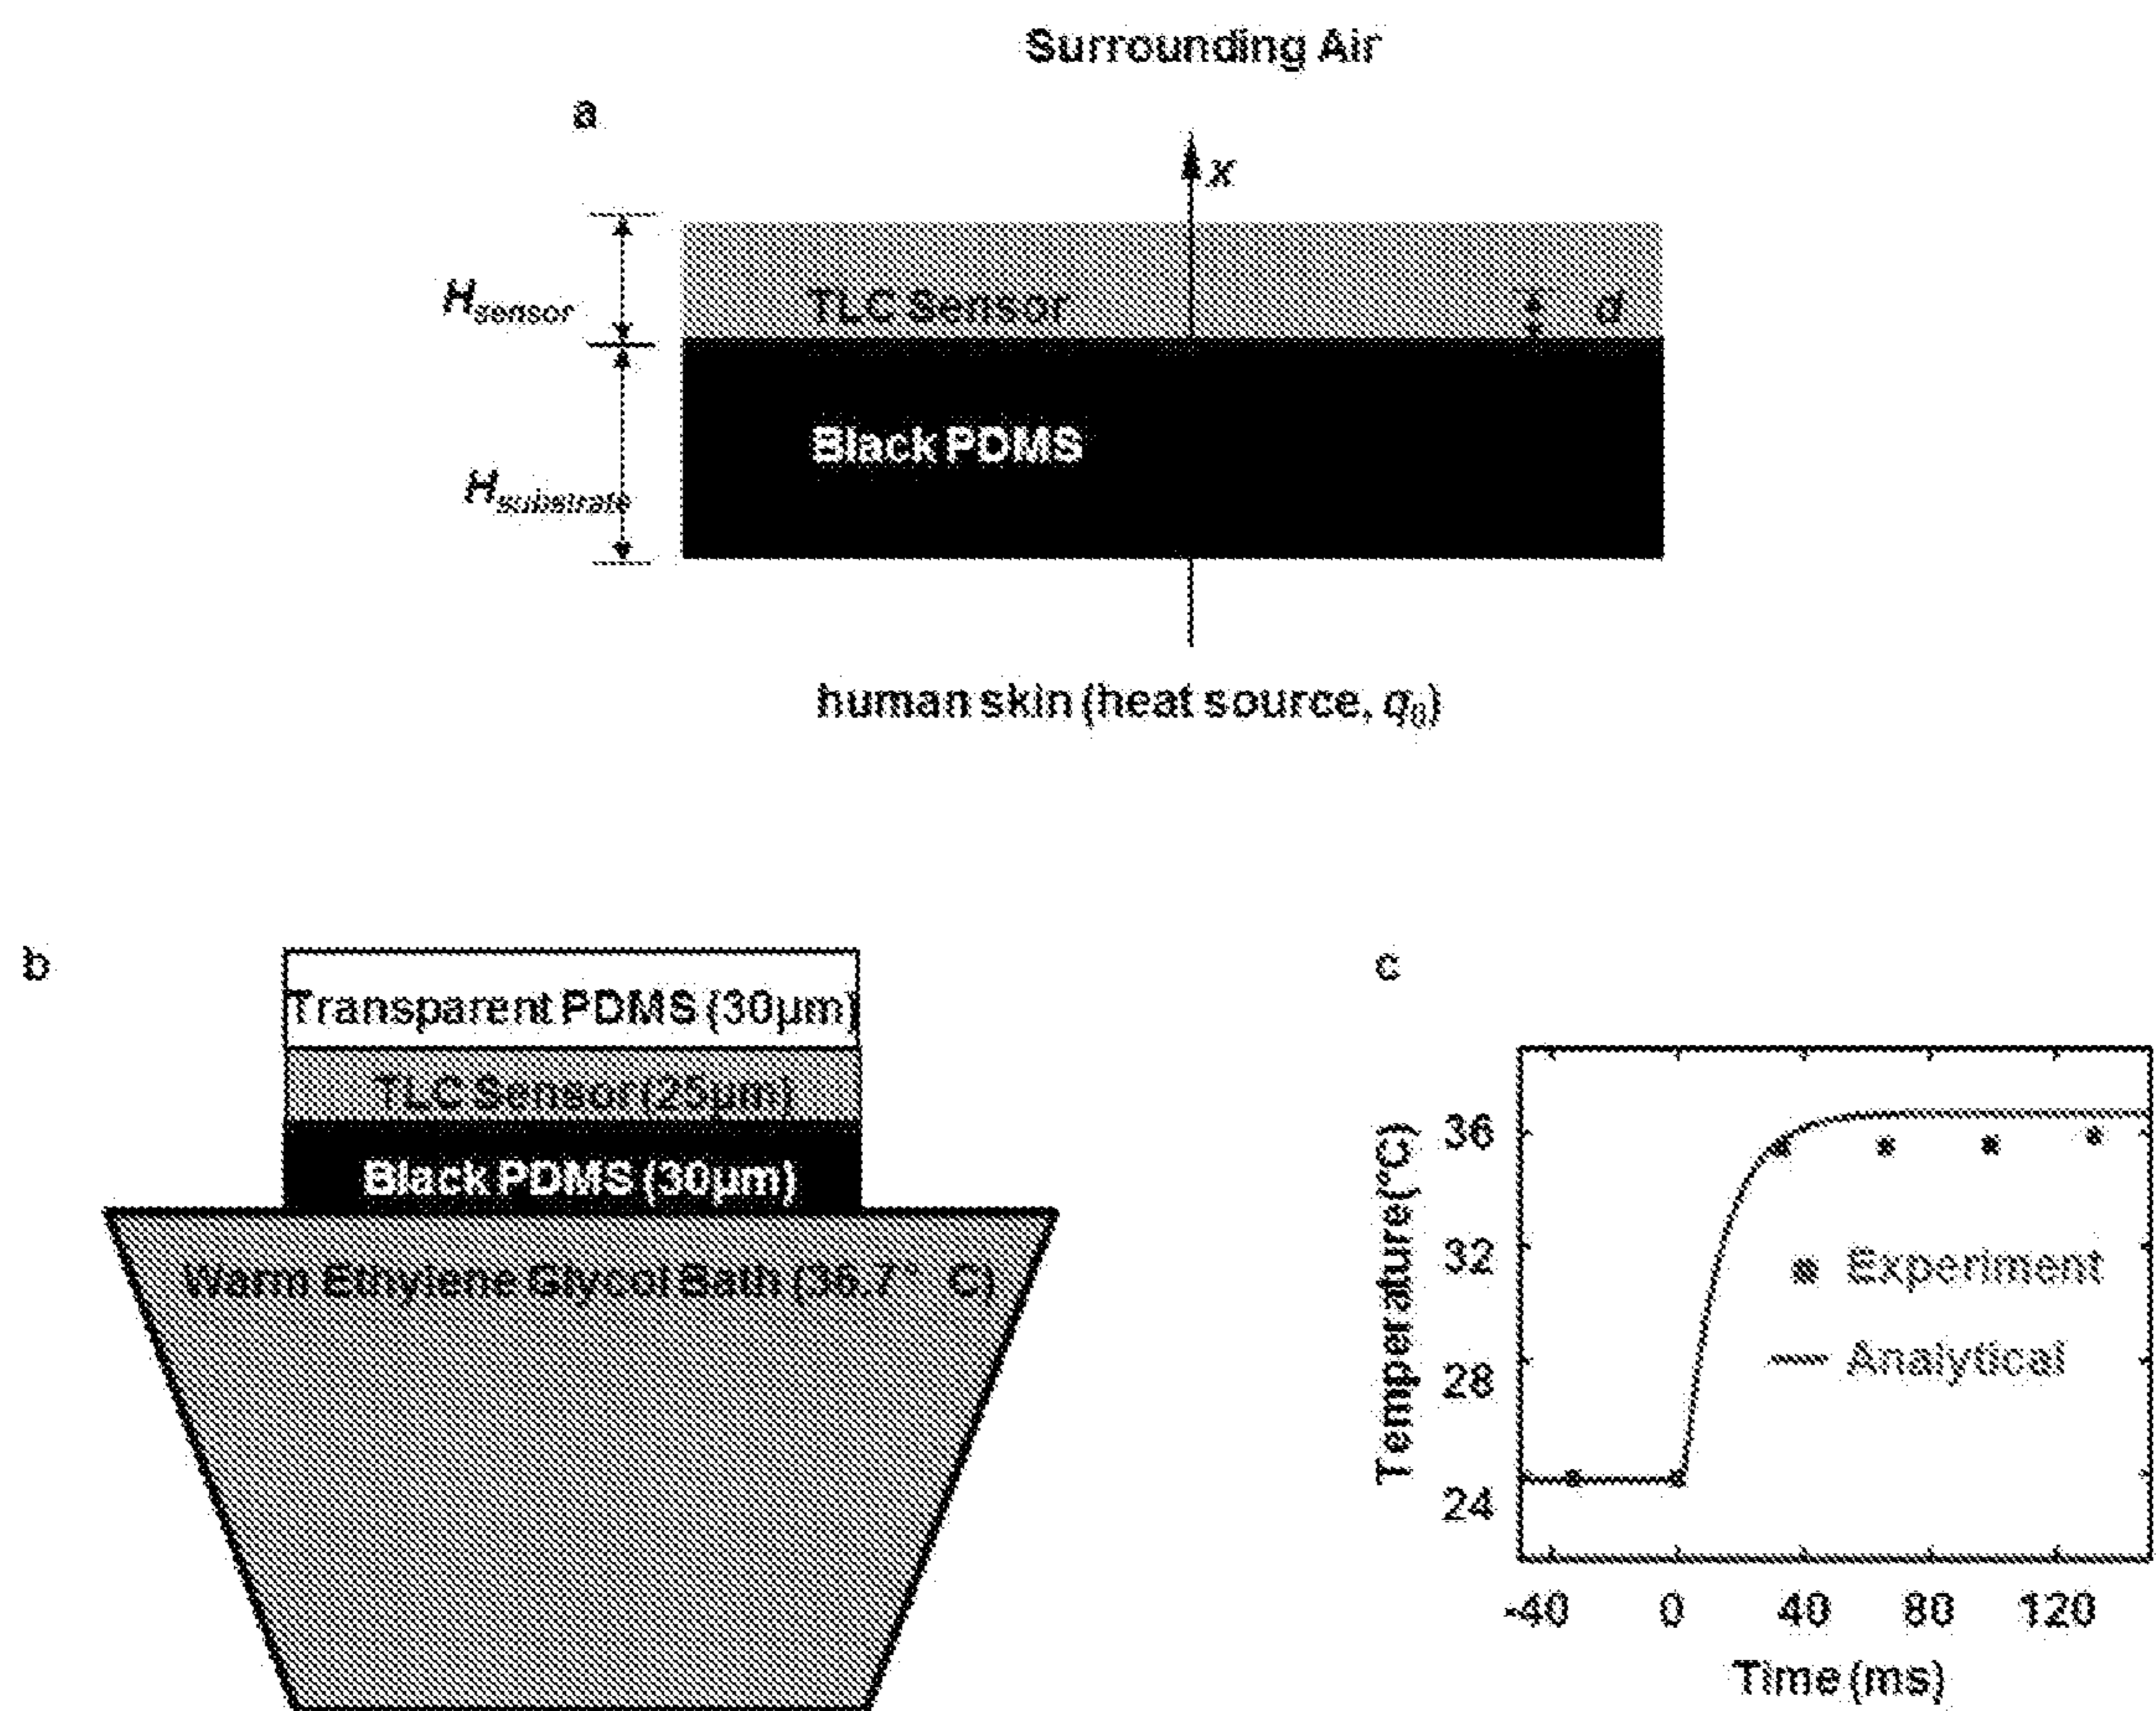 Surrounding Air
a
x
H_sensor
TLC Sensor
d
Black PDMS
H_substrate
human skin (heat source, q₀)
b
Transparent PDMS (30μm)
TLC Sensor (25μm)
Black PDMS (30μm)
Warm Ethylene Glycol Bath (36.7° C)
c
Temperature(°C)
36
32
28
24
Experiment
Analytical
-40 0 40 80 120
Time (ms)